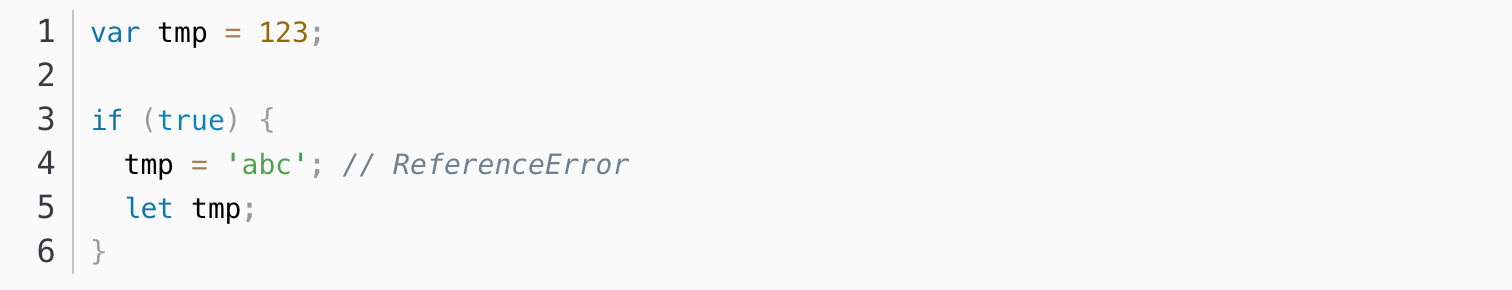 1 var tmp = 123;
2
3 if (true) {
4   tmp = 'abc'; // ReferenceError
5   let tmp;
6 }